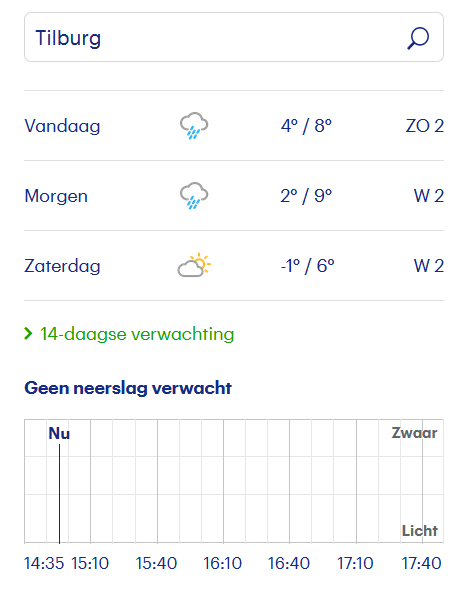 Tilburg
Vandaag 4° / 8° ZO 2
Morgen 2° / 9° W 2
Zaterdag -1° / 6° W 2
14-daagse verwachting
Geen neerslag verwacht
Nu Zwaar
Licht
14:35 15:10 15:40 16:10 16:40 17:10 17:40